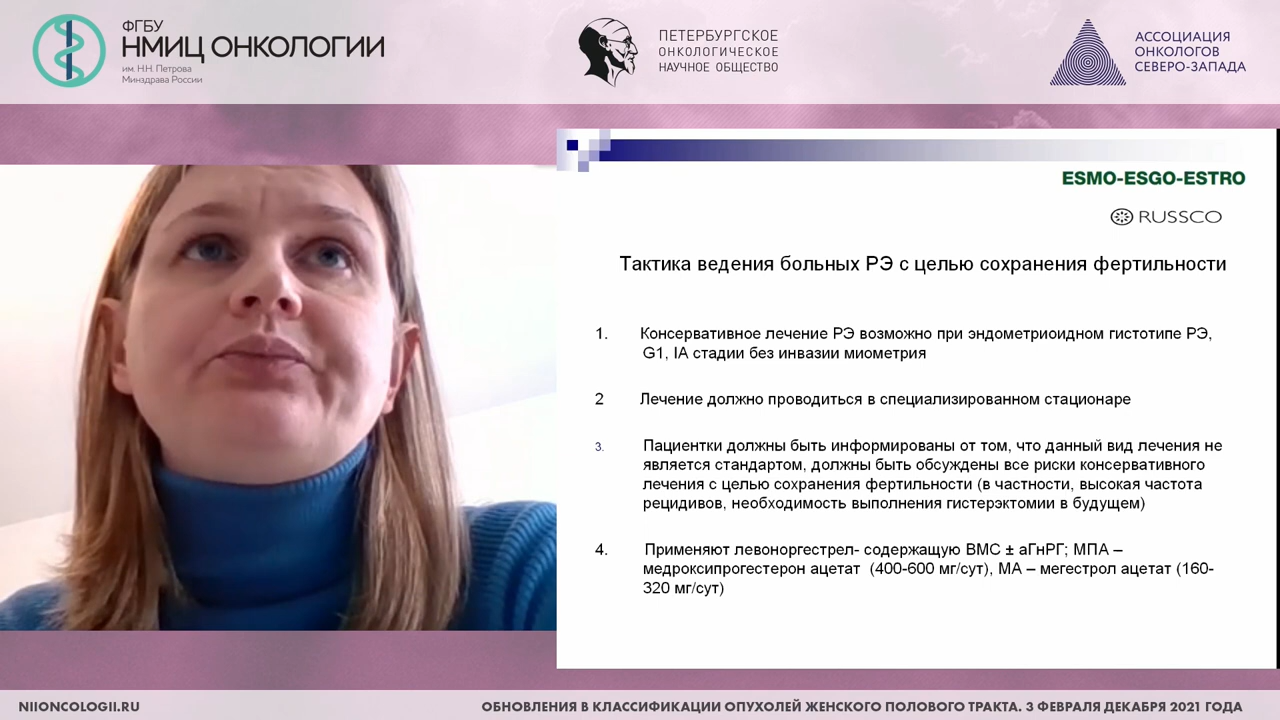 ФГБУ
НМИЦ ОНКОЛОГИИ
им. Н.Н. Петрова
Минздрава России
ПЕТЕРБУРГСКОЕ
ОНКОЛОГИЧЕСКОЕ
НАУЧНОЕ ОБЩЕСТВО
АССОЦИАЦИЯ
ОНКОЛОГОВ
СЕВЕРО-ЗАПАДА
ESMO-ESGO-ESTRO
RUSSCO
Тактика ведения больных РЭ с целью сохранения фертильности
1. Консервативное лечение РЭ возможно при эндометриоидном гистотипе РЭ,
G1, IA стадии без инвазии миометрия
2 Лечение должно проводиться в специализированном стационаре
3. Пациентки должны быть информированы от том, что данный вид лечения не
является стандартом, должны быть обсуждены все риски консервативного
лечения с целью сохранения фертильности (в частности, высокая частота
рецидивов, необходимость выполнения гистерэктомии в будущем)
4. Применяют левоноргестрел- содержащую ВМС ± аГнРГ; МПА –
медроксипрогестерон ацетат (400-600 мг/сут), МА – мегестрол ацетат (160-
320 мг/сут)
NIIONCOLOGII.RU
ОБНОВЛЕНИЯ В КЛАССИФИКАЦИИ ОПУХОЛЕЙ ЖЕНСКОГО ПОЛОВОГО ТРАКТА. 3 ФЕВРАЛЯ ДЕКАБРЯ 2021 ГОДА